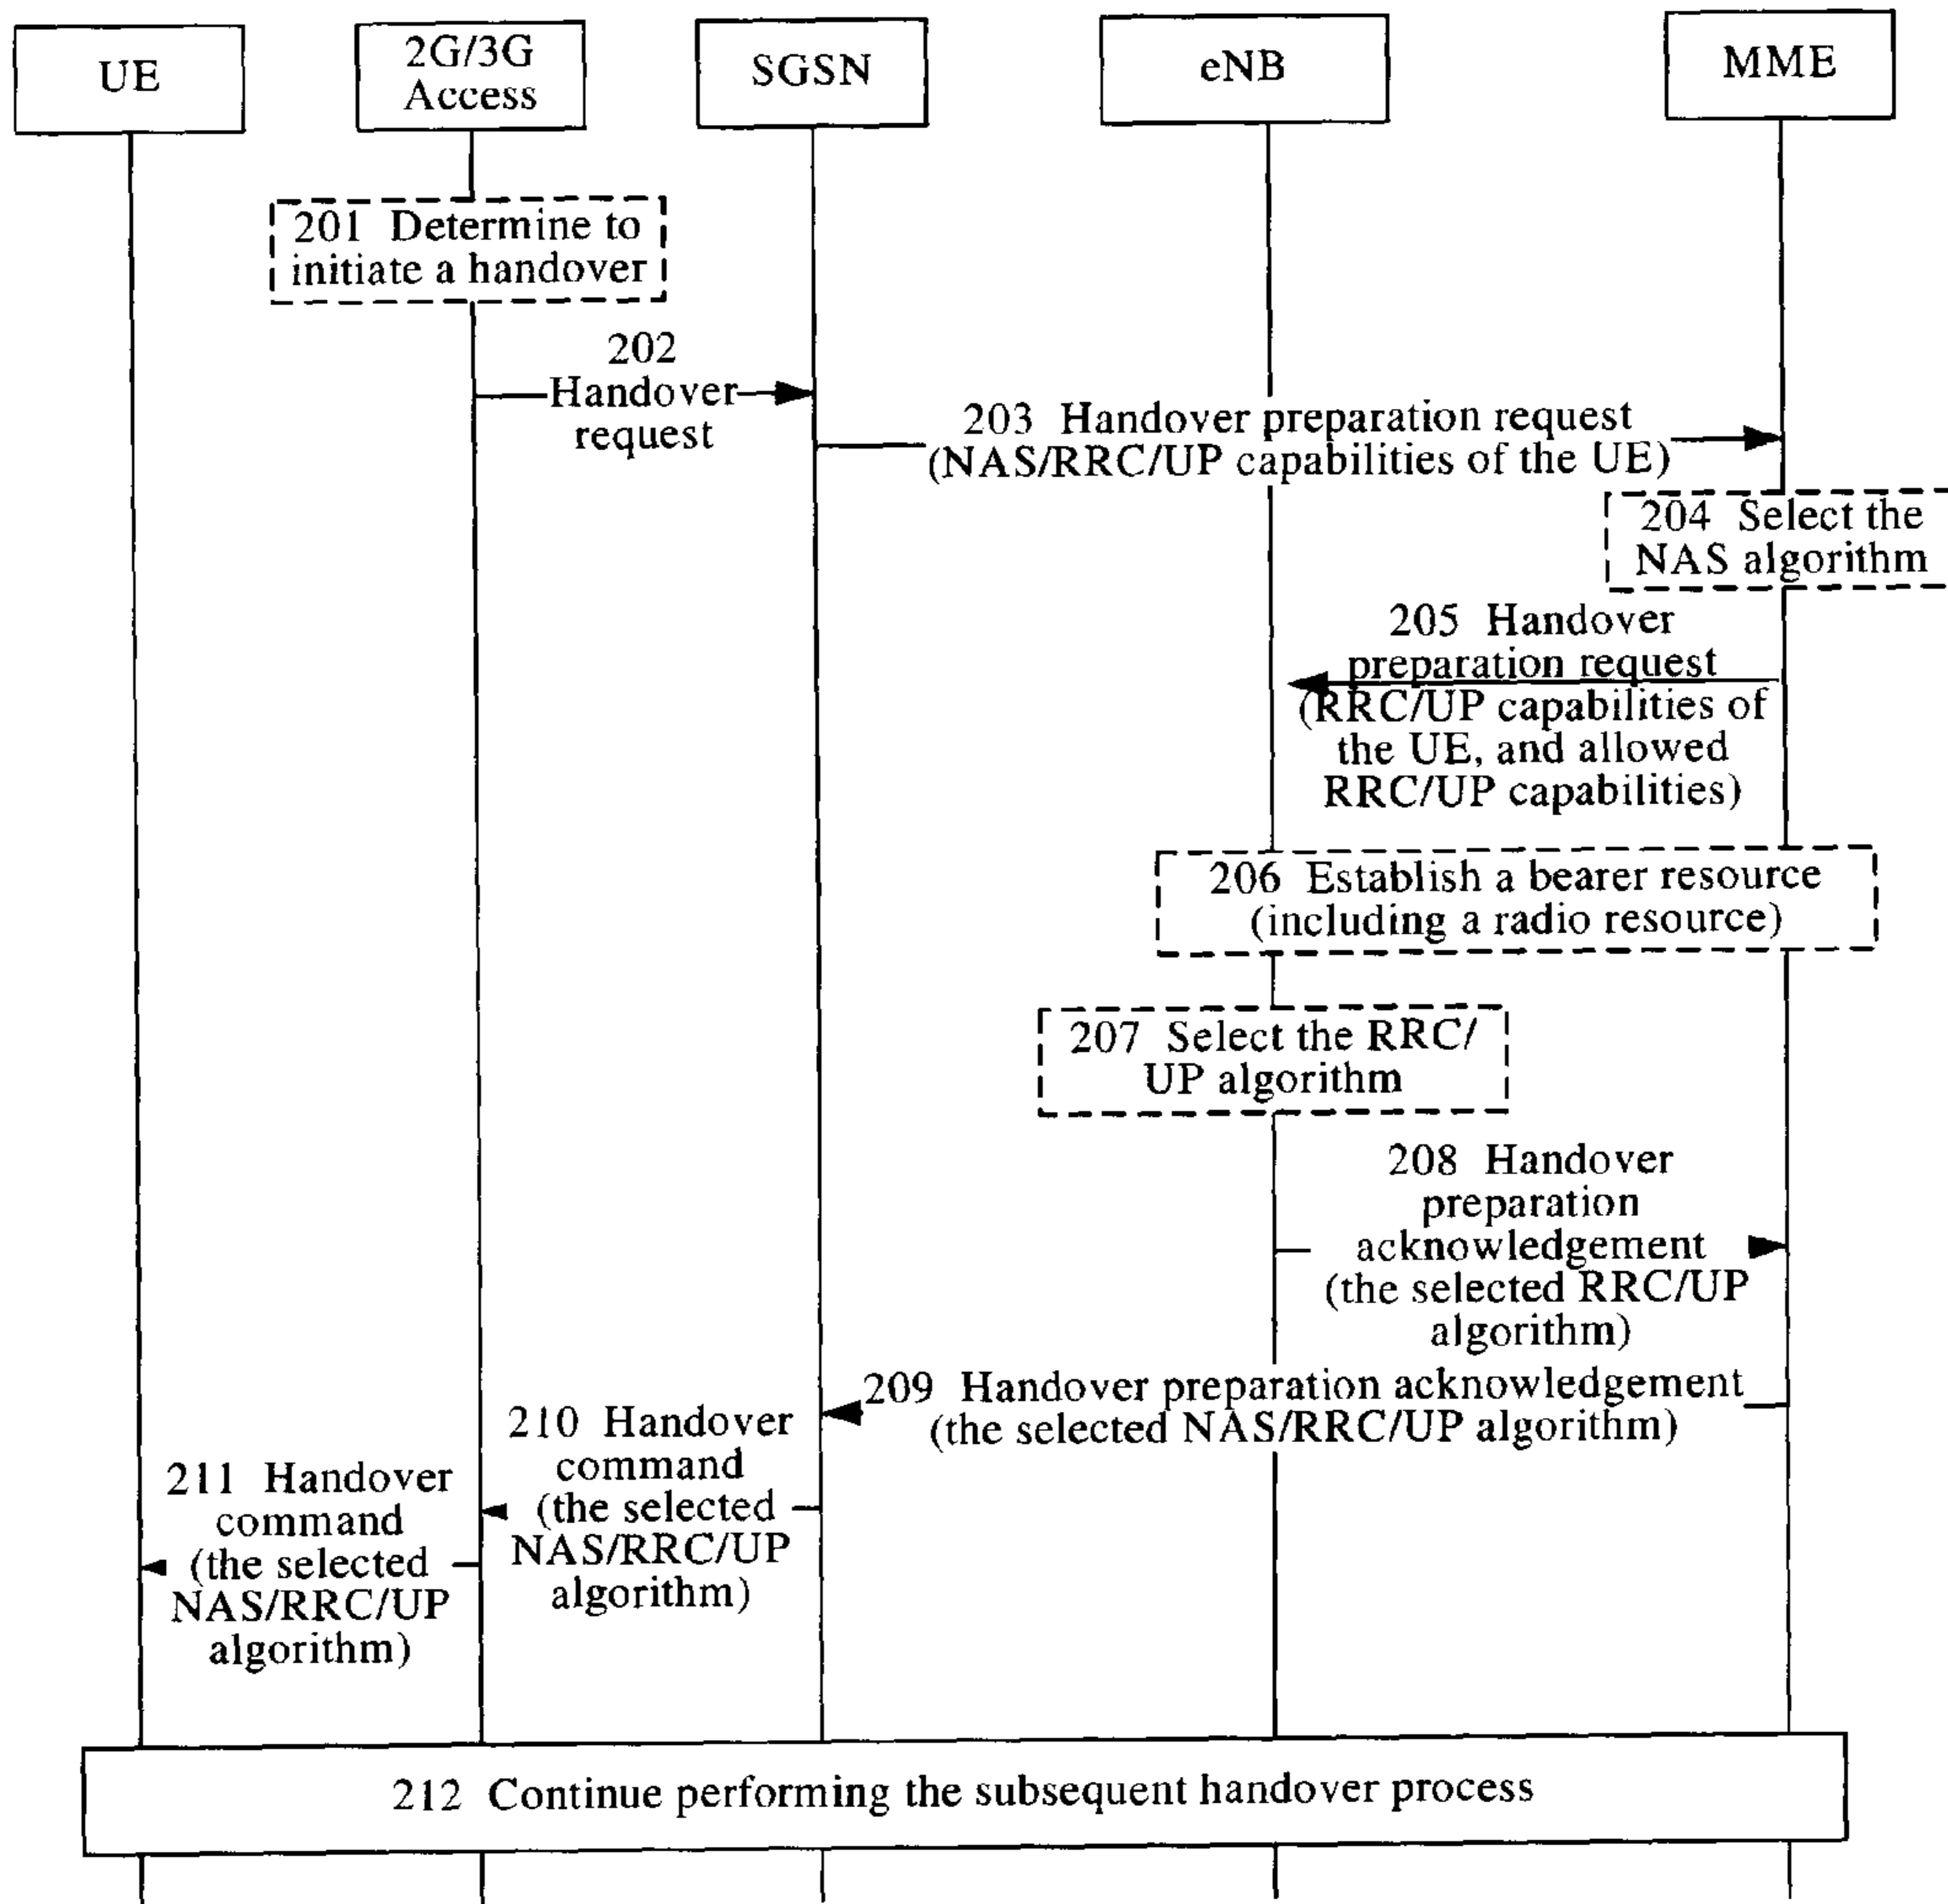 UE
2G/3G
Access
SGSN
eNB
MME
201 Determine to
initiate a handover
202
Handover
request
203 Handover preparation request
(NAS/RRC/UP capabilities of the UE)
204 Select the
NAS algorithm
205 Handover
preparation request
(RRC/UP capabilities of
the UE, and allowed
RRC/UP capabilities)
206 Establish a bearer resource
(including a radio resource)
207 Select the RRC/
UP algorithm
208 Handover
preparation
acknowledgement
(the selected RRC/UP
algorithm)
209 Handover preparation acknowledgement
(the selected NAS/RRC/UP algorithm)
210 Handover
command
(the selected
NAS/RRC/UP
algorithm)
211 Handover
command
(the selected
NAS/RRC/UP
algorithm)
212 Continue performing the subsequent handover process